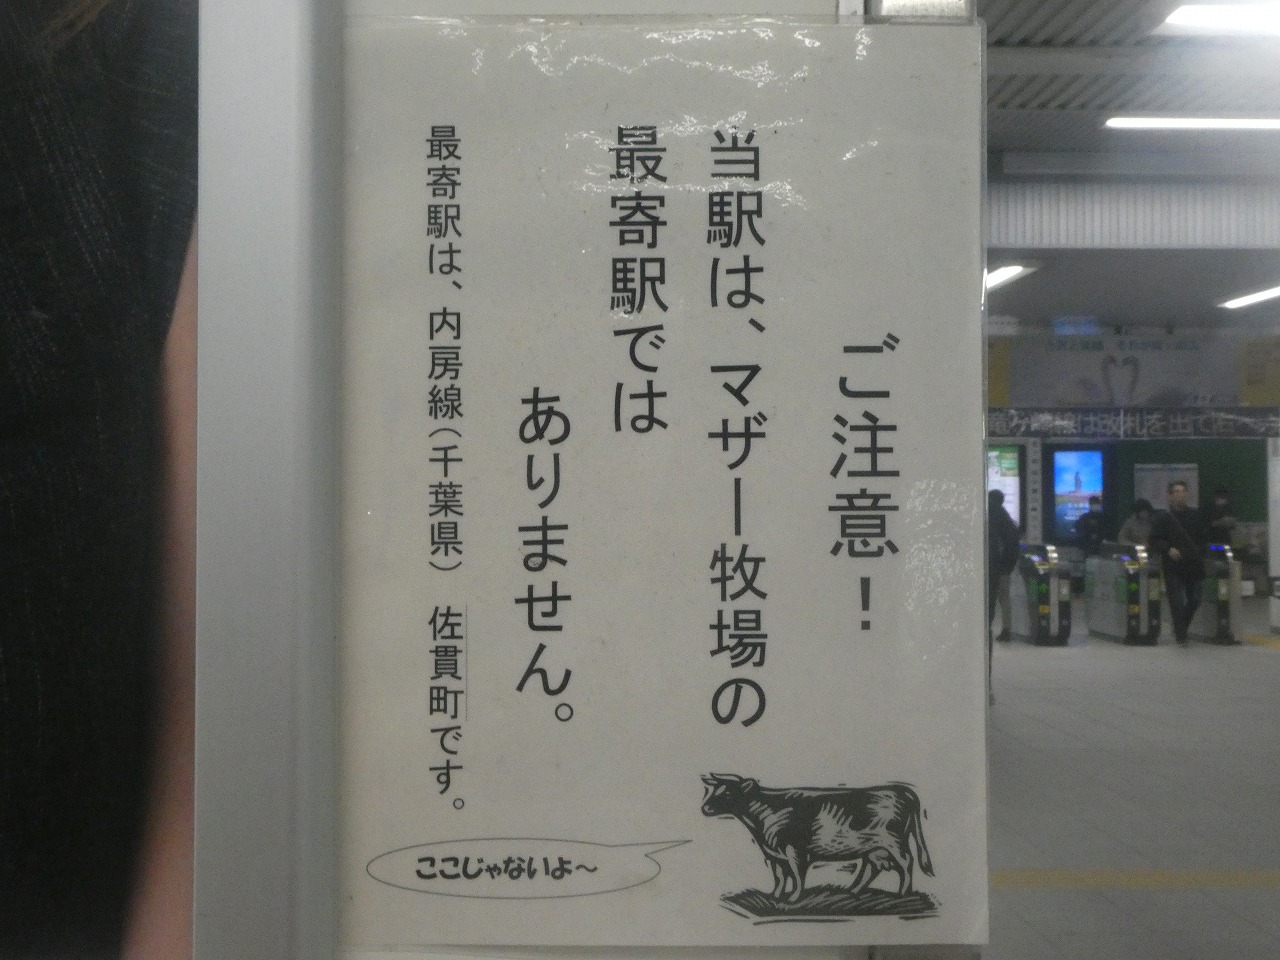 ご注意！
当駅は、マザー牧場の
最寄駅では
ありません。
最寄駅は、内房線（千葉県） 佐貫町です。
ここじゃないよ～